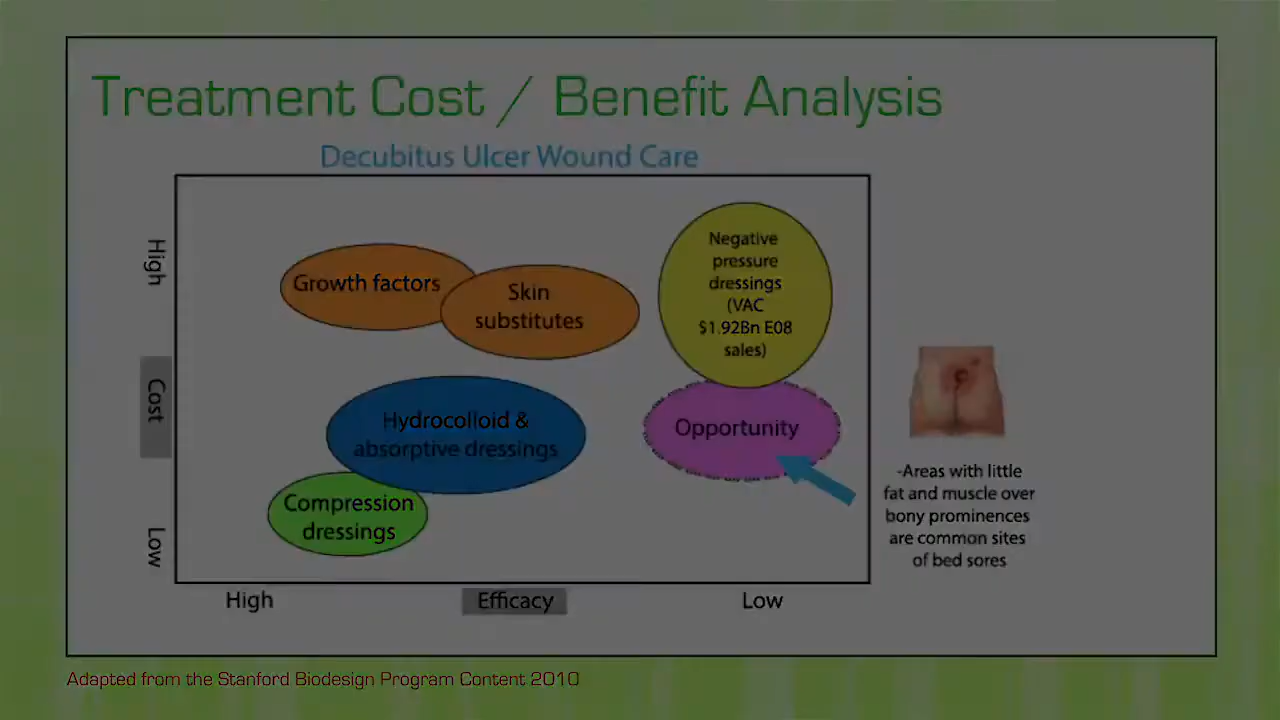 Treatment Cost / Benefit Analysis
Decubitus Ulcer Wound Care
High
Cost
Low
Growth factors
Skin
substitutes
Negative
pressure
dressings
(VAC
$1.92Bn E08
sales)
Hydrocolloid &
absorptive dressings
Opportunity
Compression
dressings
-Areas with little
fat and muscle over
bony prominences
are common sites
of bed sores
High
Efficacy
Low
Adapted from the Stanford Biodesign Program Content 2010